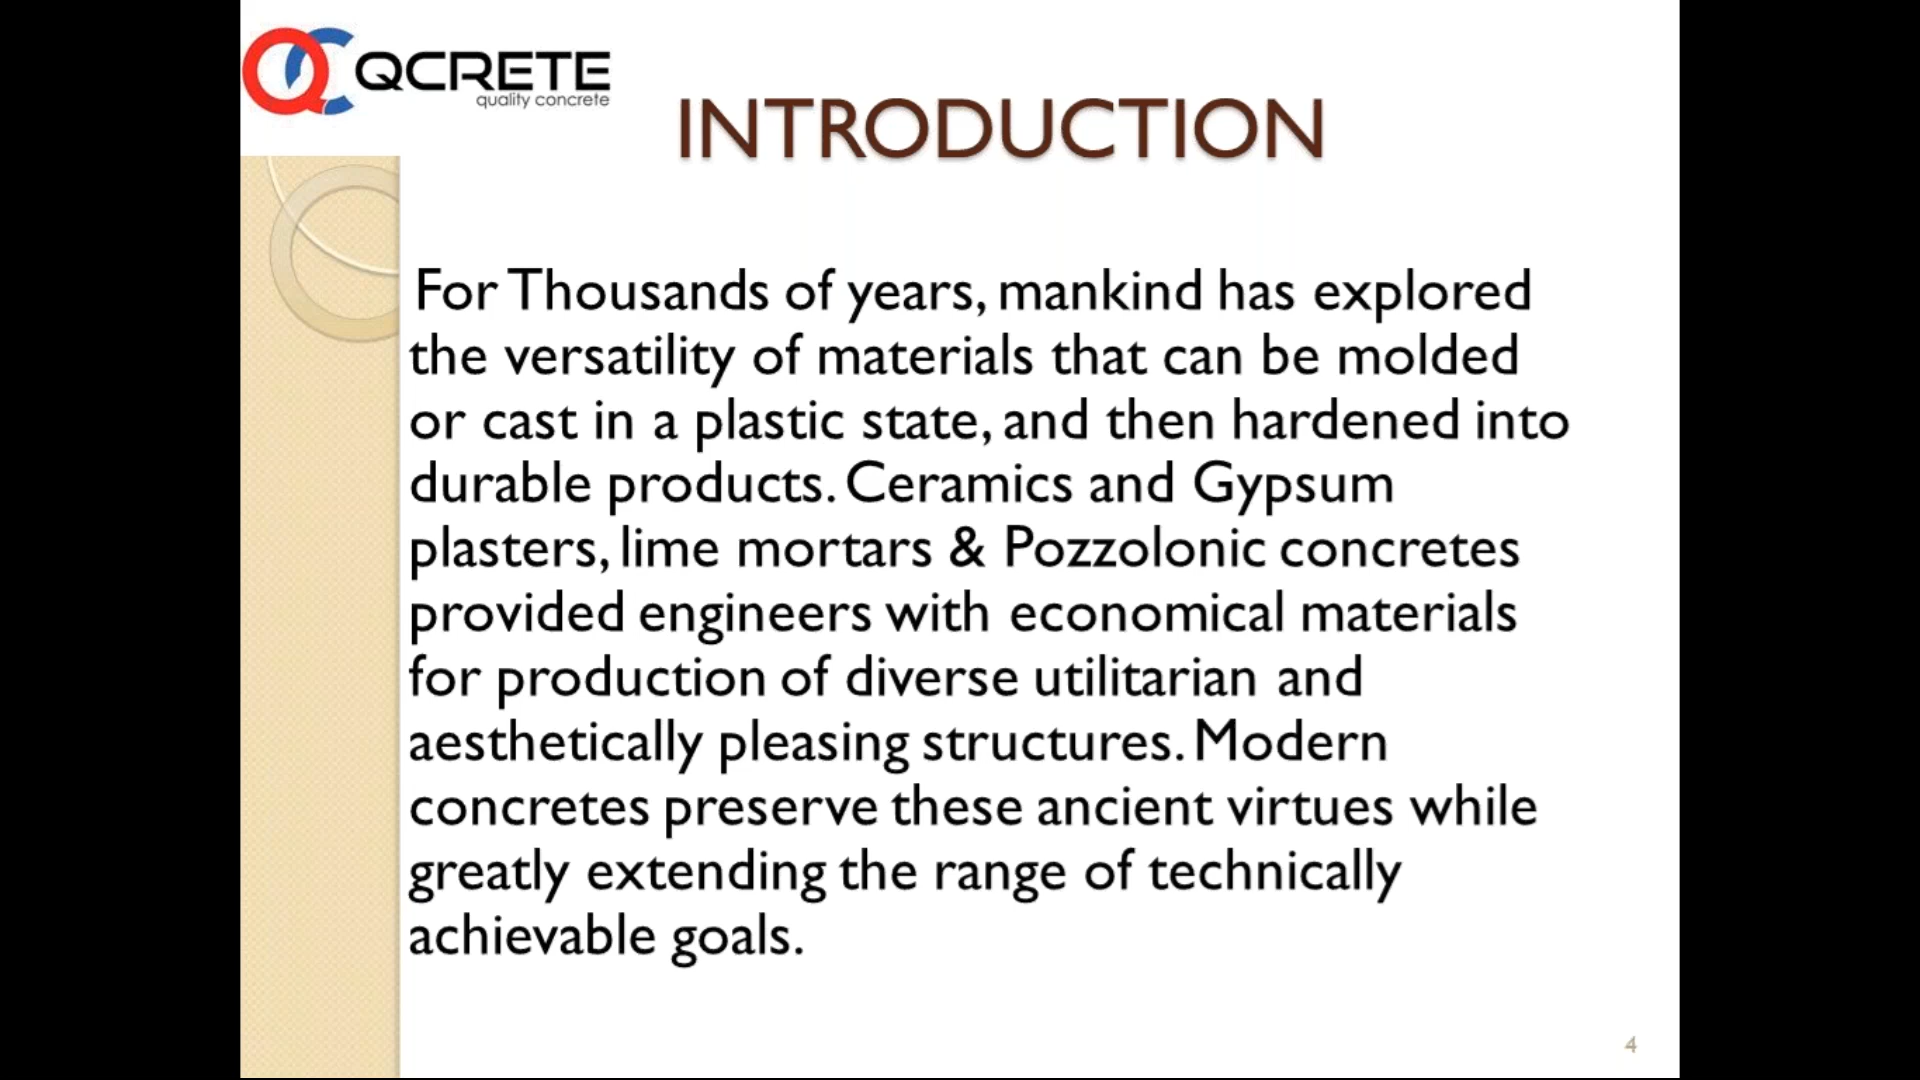 QC QCRETE
quality concrete
INTRODUCTION
For Thousands of years, mankind has explored
the versatility of materials that can be molded
or cast in a plastic state, and then hardened into
durable products. Ceramics and Gypsum
plasters, lime mortars & Pozzolonic concretes
provided engineers with economical materials
for production of diverse utilitarian and
aesthetically pleasing structures. Modern
concretes preserve these ancient virtues while
greatly extending the range of technically
achievable goals.
4